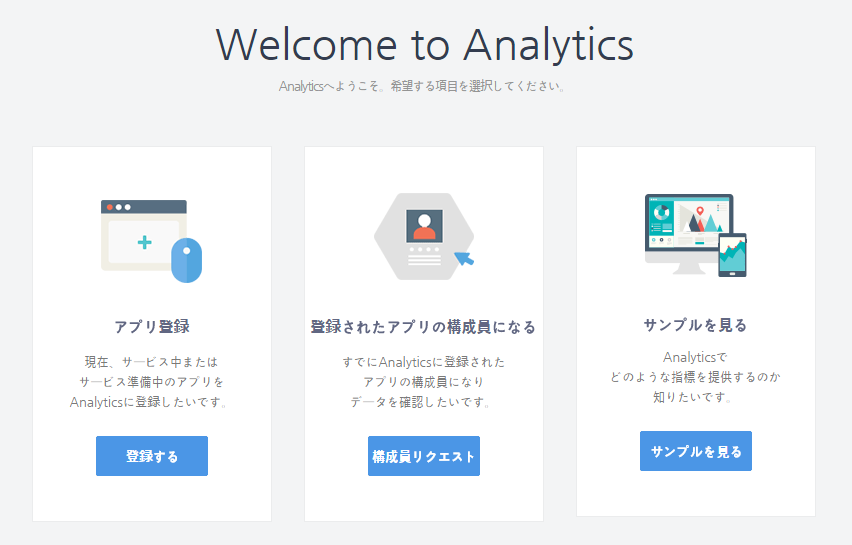 Welcome to Analytics
Analyticsへようこそ。希望する項目を選択してください。
アプリ登録
現在、サービス中または
サービス準備中のアプリを
Analyticsに登録したいです。
登録する
登録されたアプリの構成員になる
すでにAnalyticsに登録された
アプリの構成員になり
データを確認したいです。
構成員リクエスト
サンプルを見る
Analyticsで
どのような指標を提供するのか
知りたいです。
サンプルを見る